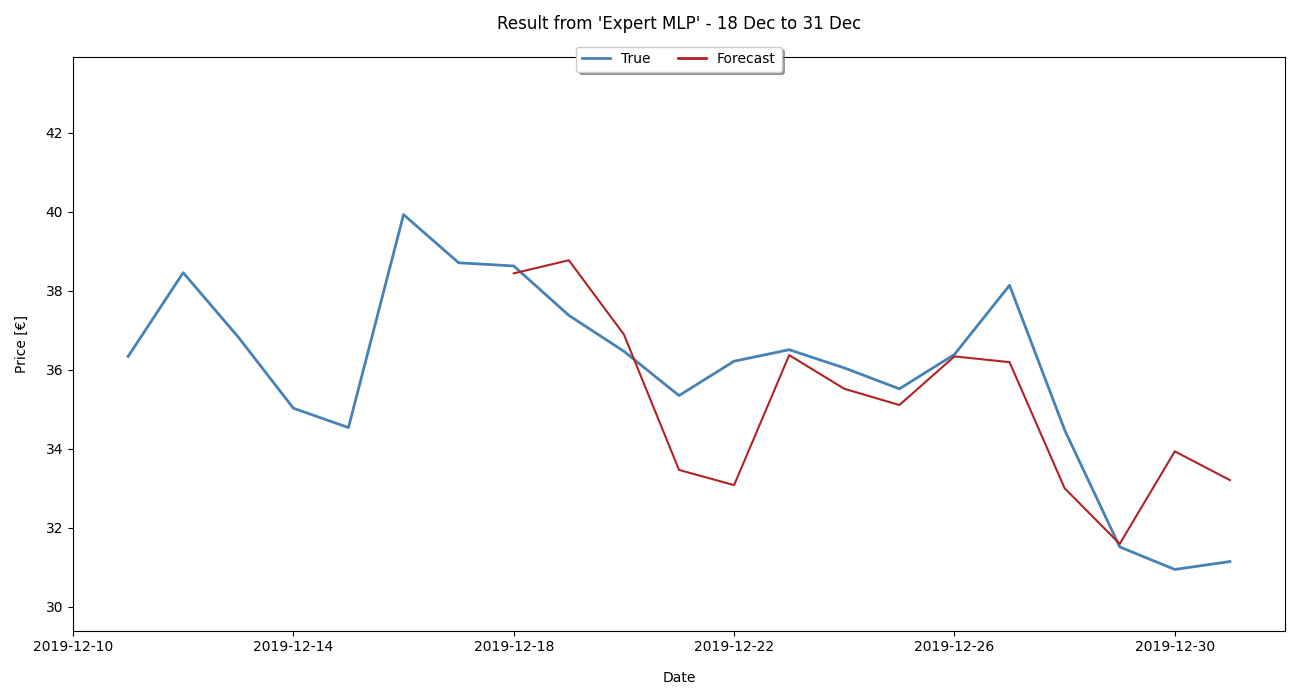 Result from 'Expert MLP' - 18 Dec to 31 Dec
True Forecast
42
40
38
36
34
32
30
Price [€]
2019-12-10 2019-12-14 2019-12-18 2019-12-22 2019-12-26 2019-12-30
Date